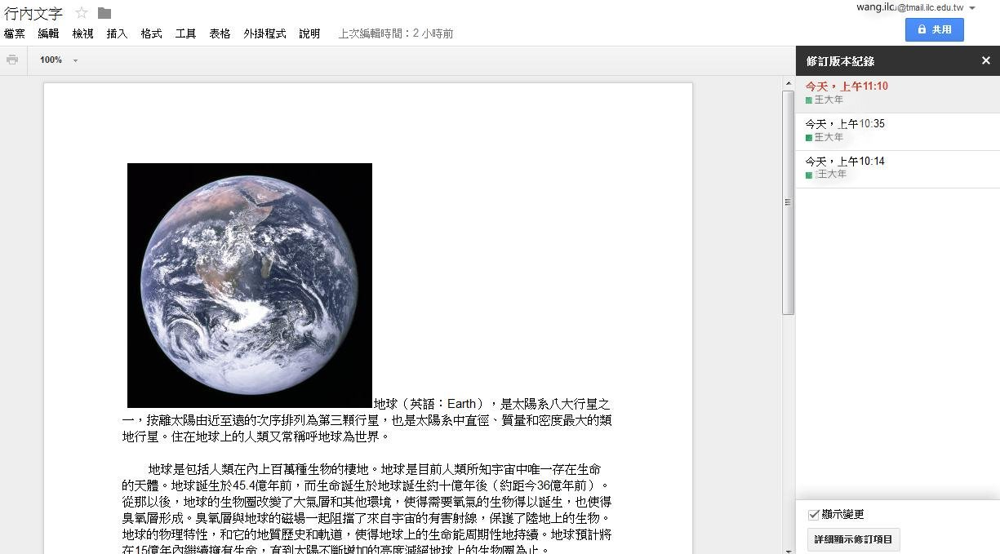 行內文字
wang.ilc@tmail.ilc.edu.tw
檔案 編輯 檢視 插入 格式 工具 表格 外掛程式 說明 上次編輯時間：2 小時前
共用
100%
修訂版本紀錄
今天，上午11:10
王大年
今天，上午10:35
王大年
今天，上午10:14
王大年
地球（英語：Earth），是太陽系八大行星之
一，按離太陽由近至遠的次序排列為第三顆行星，也是太陽系中直徑、質量和密度最大的類
地行星。住在地球上的人類又常稱呼地球為世界。
地球是包括人類在內上百萬種生物的棲地。地球是目前人類所知宇宙中唯一存在生命
的天體。地球誕生於45.4億年前，而生命誕生於地球誕生約十億年後（約距今36億年前）。
從那以後，地球的生物圈改變了大氣層和其他環境，使得需要氧氣的生物得以誕生，也使得
臭氧層形成。臭氧層與地球的磁場一起阻擋了來自宇宙的有害射線，保護了陸地上的生物。
地球的物理特性，和它的地質歷史和軌道，使得地球上的生命能周期性地持續。地球預計將
在15億年內繼續擁有生命，直到太陽不斷增加的亮度滅絕地球上的生物圈為止。
顯示變更
詳細顯示修訂項目